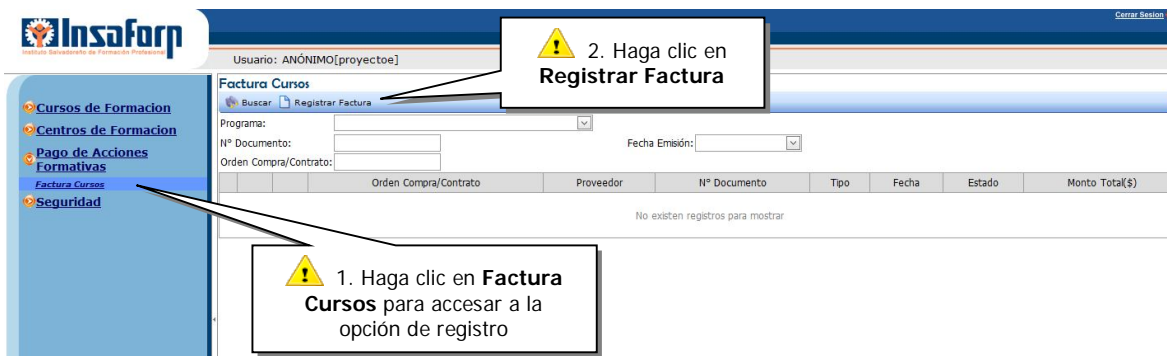 Insaforp
Instituto Salvadoreño de Formación Profesional
Cerrar Sesion
Usuario: ANÓNIMO[proyectoe]
2. Haga clic en
Registrar Factura
Cursos de Formacion
Centros de Formacion
Pago de Acciones
Formativas
Factura Cursos
Seguridad
Factura Cursos
Buscar Registrar Factura
Programa:
Nº Documento: Fecha Emisión:
Orden Compra/Contrato:
Orden Compra/Contrato Proveedor Nº Documento Tipo Fecha Estado Monto Total($)
No existen registros para mostrar
1. Haga clic en Factura
Cursos para accesar a la
opción de registro